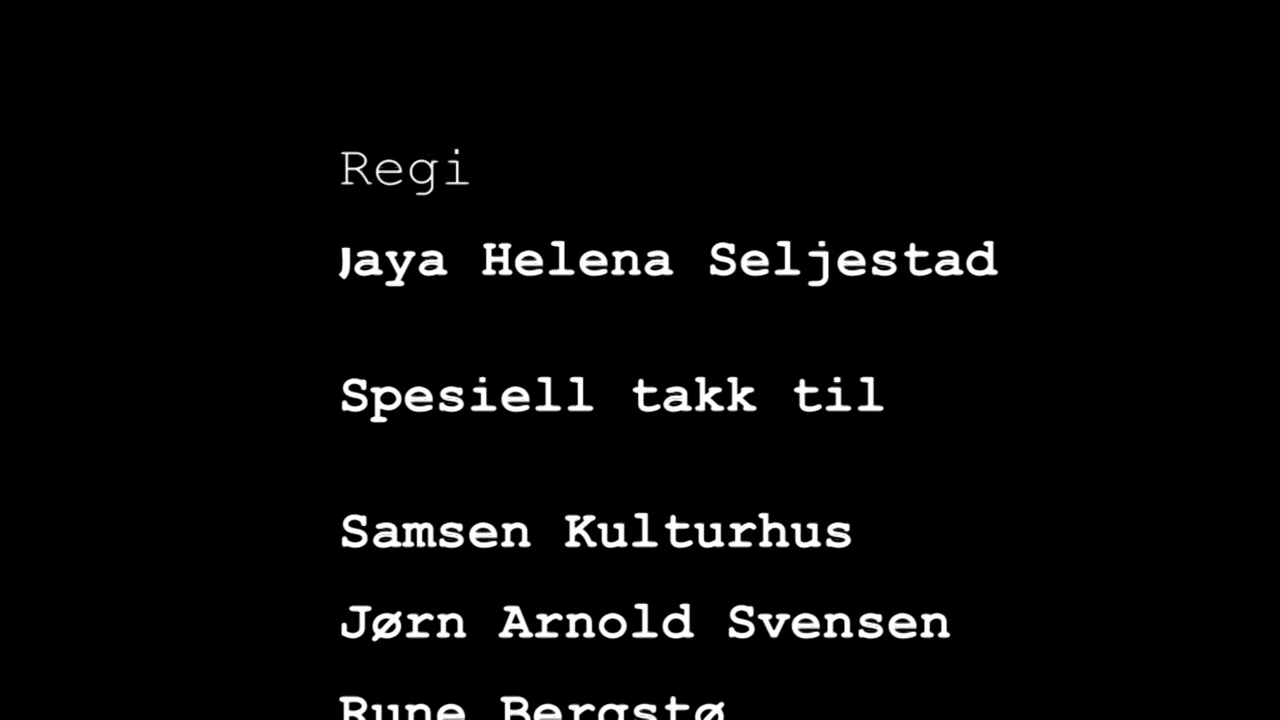 Regi
Jaya Helena Seljestad
Spesiell takk til
Samsen Kulturhus
Jørn Arnold Svensen
Rune Bergstø